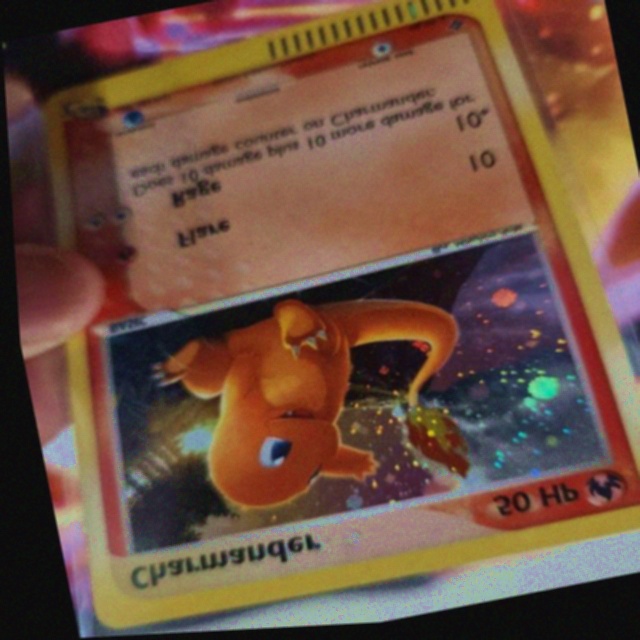 Charmander 50 HP
Flare 10
Rage 10+
Does 10 damage plus 10 more damage for
each damage counter on Charmander.